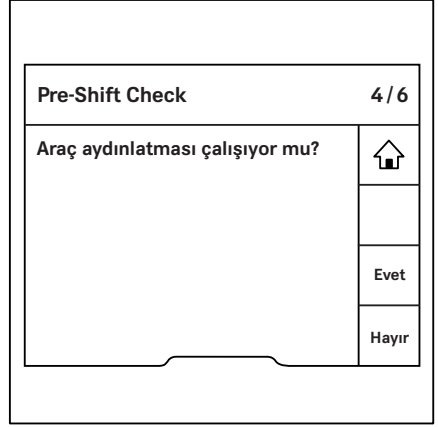 Pre-Shift Check 4/6
Araç aydınlatması çalışıyor mu?
Evet
Hayır